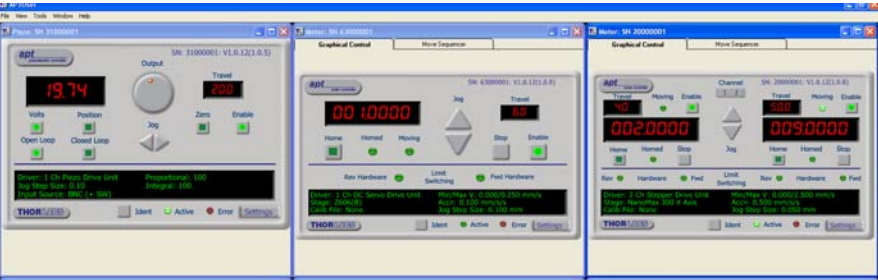 APTUser
File View Tools Window Help
Piezo: SN 31000001
apt
SN: 31000001: V1.0.12(1.0.5)
Output
19.74
Travel
20.0
Volts
Position
Zero
Enable
Open Loop
Closed Loop
Jog
Driver: 1 Ch Piezo Drive Unit
Proportional: 100
Jog Step Size: 0.10
Integral: 100
Input Source: BNC (+ SW)
THORLABS
Ident
Active
Error
Settings
Motor: SN 63000001
Graphical Control
Move Sequencer
apt
SN: 63000001: V1.0.12(1.0.8)
001.0000
Jog
Travel
6.0
Home
Homed
Moving
Stop
Enable
Rev Hardware
Limit Switching
Fwd Hardware
Driver: 1 Ch DC Servo Drive Unit
Min/Max V: 0.000/0.250 mm/s
Stage: Z606(B)
Accn: 0.100 mm/s/s
Calib File: None
Jog Step Size: 0.100 mm
THORLABS
Ident
Active
Error
Settings
Motor: SN 20000001
Graphical Control
Move Sequencer
apt
Channel
1 2
SN: 20000001: V1.0.12(1.0.8)
Travel
Moving
Enable
4.0
Travel
Moving
Enable
50.0
002.0000
009.0000
Home
Homed
Stop
Jog
Home
Homed
Stop
Rev
Hardware
Fwd
Limit Switching
Rev
Hardware
Fwd
Driver: 2 Ch Stepper Drive Unit
Min/Max V: 0.000/2.500 mm/s
Stage: NanoMax 300 X Axis
Accn: 0.500 mm/s/s
Calib File: None
Jog Step Size: 0.050 mm
THORLABS
Ident
Active
Error
Settings